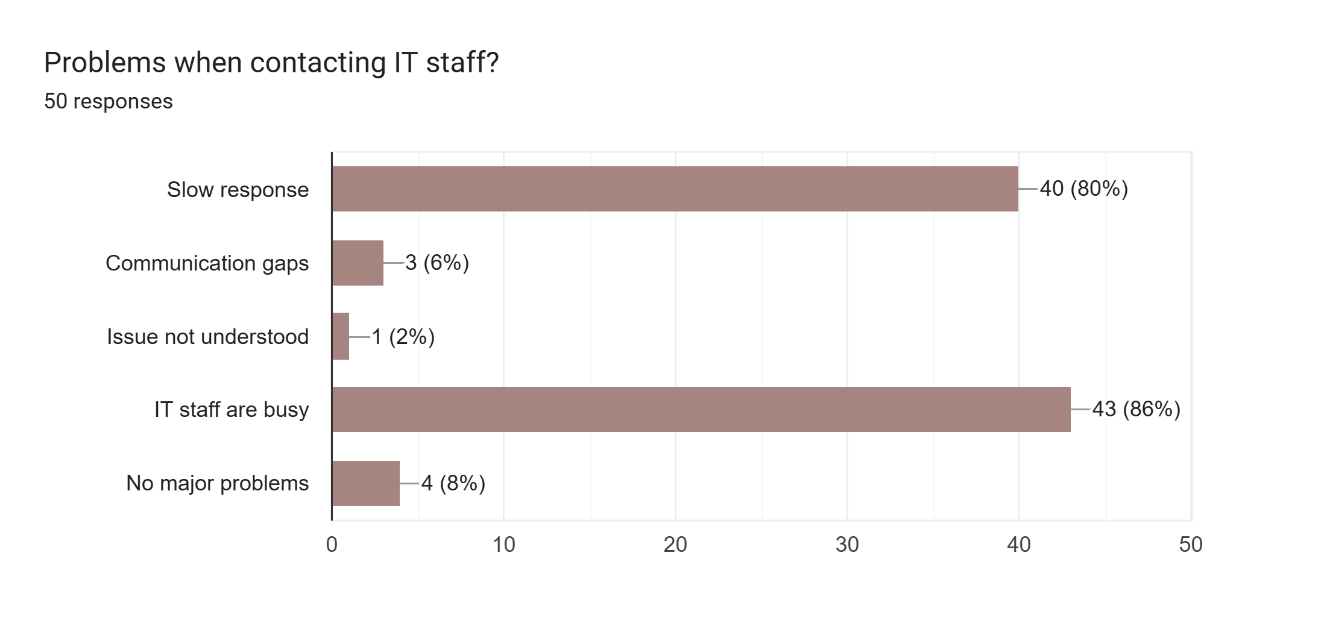 Problems when contacting IT staff?
50 responses
Slow response 40 (80%)
Communication gaps 3 (6%)
Issue not understood 1 (2%)
IT staff are busy 43 (86%)
No major problems 4 (8%)
0 10 20 30 40 50